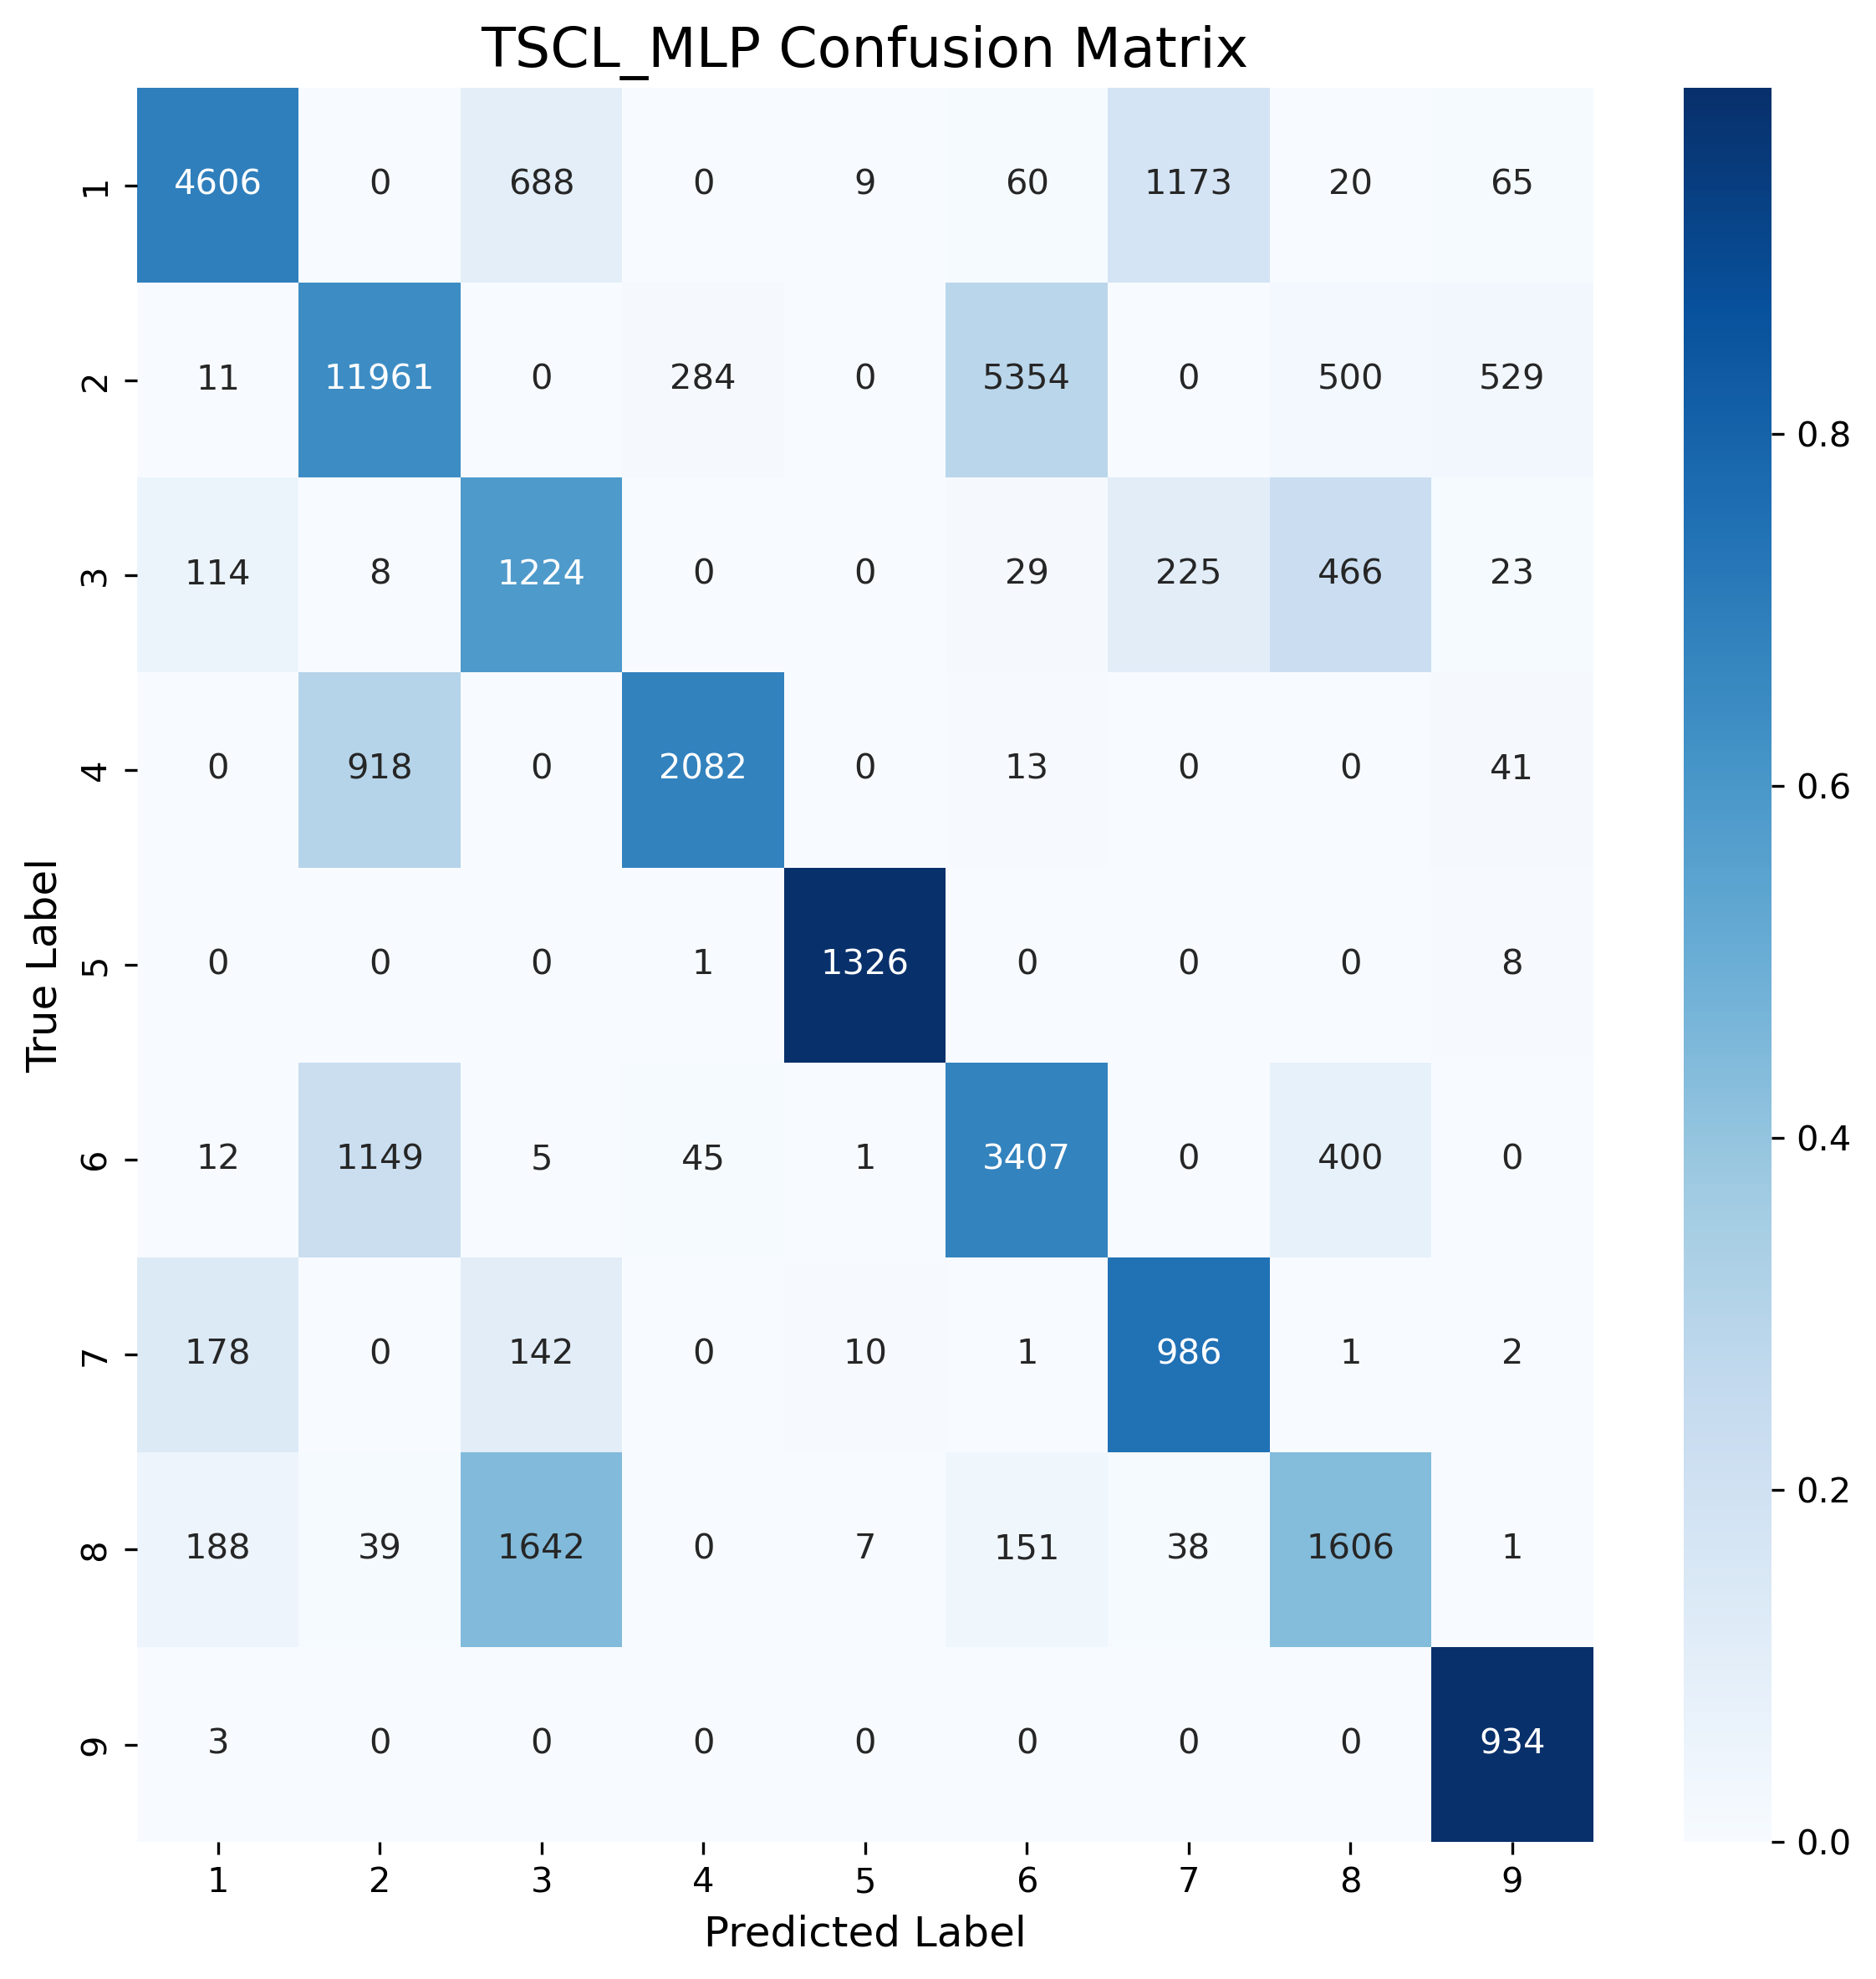 TSCL_MLP Confusion Matrix
1 4606 0 688 0 9 60 1173 20 65
2 11 11961 0 284 0 5354 0 500 529
3 114 8 1224 0 0 29 225 466 23
4 0 918 0 2082 0 13 0 0 41
5 0 0 0 1 1326 0 0 0 8
6 12 1149 5 45 1 3407 0 400 0
7 178 0 142 0 10 1 986 1 2
8 188 39 1642 0 7 151 38 1606 1
9 3 0 0 0 0 0 0 0 934
1 2 3 4 5 6 7 8 9
True Label
Predicted Label
0.8
0.6
0.4
0.2
0.0